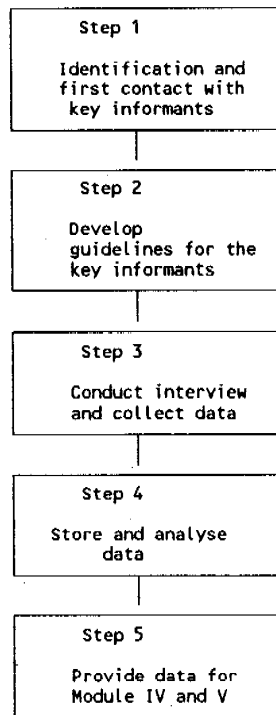 Step 1
Identification and
first contact with
key informants
Step 2
Develop
guidelines for the
key informants
Step 3
Conduct interview
and collect data
Step 4
Store and analyse
data
Step 5
Provide data for
Module IV and V